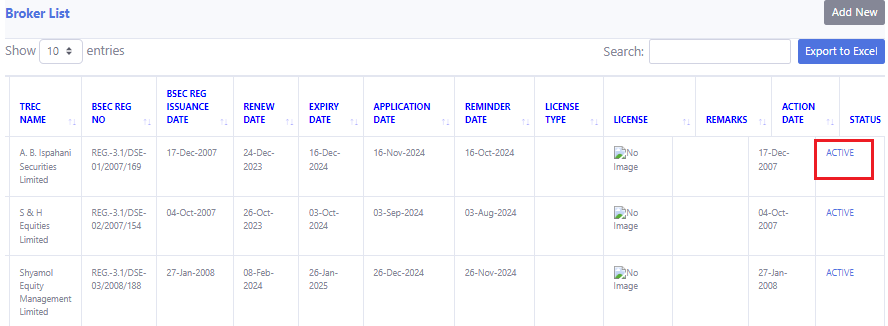 Broker List
Add New
Show 10 entries
Search:
Export to Excel
TREC NAME BSEC REG NO BSEC REG ISSUANCE DATE RENEW DATE EXPIRY DATE APPLICATION DATE REMINDER DATE LICENSE TYPE LICENSE REMARKS ACTION DATE STATUS
A. B. Ispahani Securities Limited REG.-3.1/DSE-01/2007/169 17-Dec-2007 24-Dec-2023 16-Dec-2024 16-Nov-2024 16-Oct-2024 No Image 17-Dec-2007 ACTIVE
S & H Equities Limited REG.-3.1/DSE-02/2007/154 04-Oct-2007 26-Oct-2023 03-Oct-2024 03-Sep-2024 03-Aug-2024 No Image 04-Oct-2007 ACTIVE
Shyamol Equity Management Limited REG.-3.1/DSE-03/2008/188 27-Jan-2008 08-Feb-2024 26-Jan-2025 26-Dec-2024 26-Nov-2024 No Image 27-Jan-2008 ACTIVE